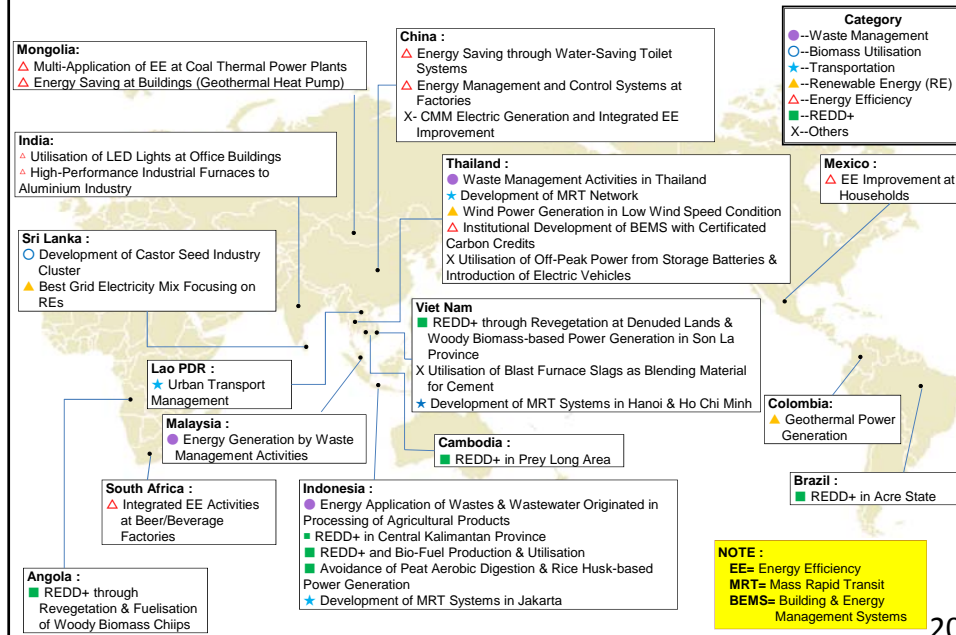 Mongolia:
△ Multi-Application of EE at Coal Thermal Power Plants
△ Energy Saving at Buildings (Geothermal Heat Pump)
China :
△ Energy Saving through Water-Saving Toilet
Systems
△ Energy Management and Control Systems at
Factories
X- CMM Electric Generation and Integrated EE
Improvement
Category
●--Waste Management
○--Biomass Utilisation
★--Transportation
▲--Renewable Energy (RE)
△--Energy Efficiency
■--REDD+
X--Others
India:
△ Utilisation of LED Lights at Office Buildings
△ High-Performance Industrial Furnaces to
Aluminium Industry
Thailand :
● Waste Management Activities in Thailand
★ Development of MRT Network
▲ Wind Power Generation in Low Wind Speed Condition
△ Institutional Development of BEMS with Certificated
Carbon Credits
X Utilisation of Off-Peak Power from Storage Batteries &
Introduction of Electric Vehicles
Mexico :
△ EE Improvement at
Households
Sri Lanka :
○ Development of Castor Seed Industry
Cluster
▲ Best Grid Electricity Mix Focusing on
REs
Viet Nam
■ REDD+ through Revegetation at Denuded Lands &
Woody Biomass-based Power Generation in Son La
Province
X Utilisation of Blast Furnace Slags as Blending Material
for Cement
★ Development of MRT Systems in Hanoi & Ho Chi Minh
Lao PDR :
★ Urban Transport
Management
Malaysia :
● Energy Generation by Waste
Management Activities
Colombia:
▲ Geothermal Power
Generation
Cambodia :
■ REDD+ in Prey Long Area
South Africa :
△ Integrated EE Activities
at Beer/Beverage
Factories
Indonesia :
● Energy Application of Wastes & Wastewater Originated in
Processing of Agricultural Products
■ REDD+ in Central Kalimantan Province
■ REDD+ and Bio-Fuel Production & Utilisation
■ Avoidance of Peat Aerobic Digestion & Rice Husk-based
Power Generation
★ Development of MRT Systems in Jakarta
Brazil :
■ REDD+ in Acre State
Angola :
■ REDD+ through
Revegetation & Fuelisation
of Woody Biomass Chiips
NOTE :
EE= Energy Efficiency
MRT= Mass Rapid Transit
BEMS= Building & Energy
Management Systems
20